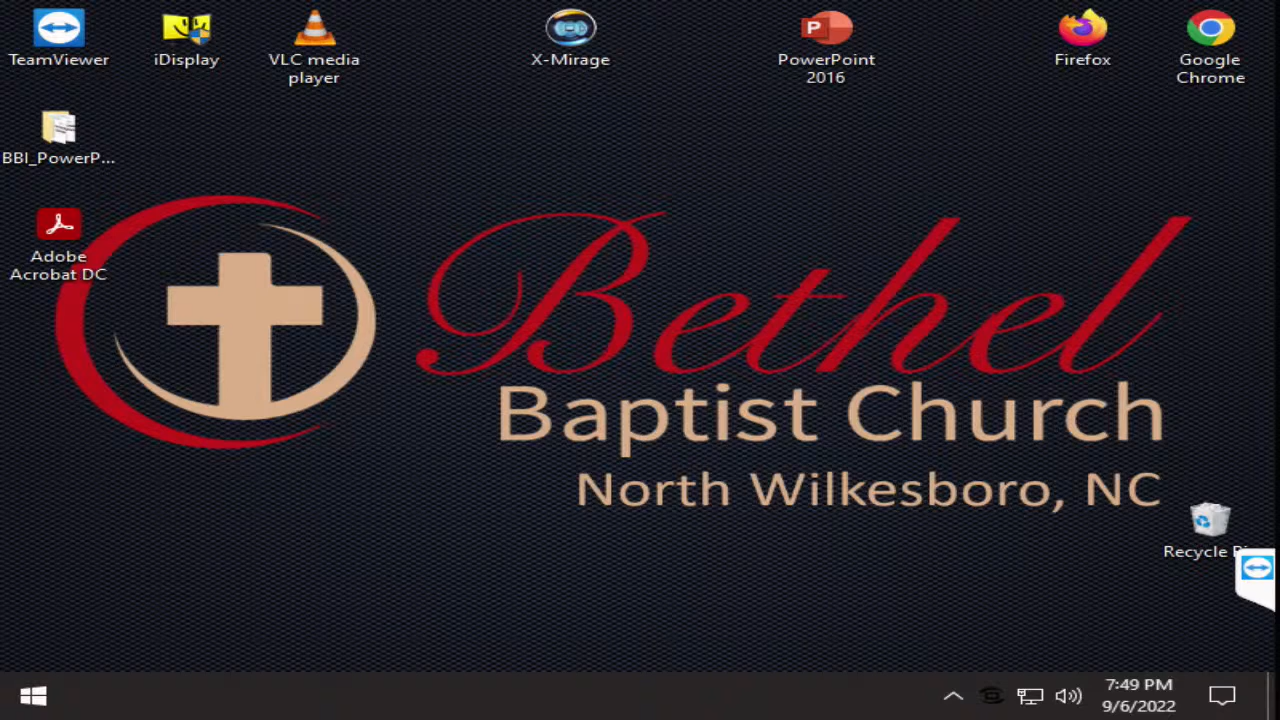 TeamViewer
iDisplay
VLC media
player
X-Mirage
PowerPoint
2016
Firefox
Google
Chrome
BBI_PowerP...
Adobe
Acrobat DC
Bethel
Baptist Church
North Wilkesboro, NC
Recycle
7:49 PM
9/6/2022